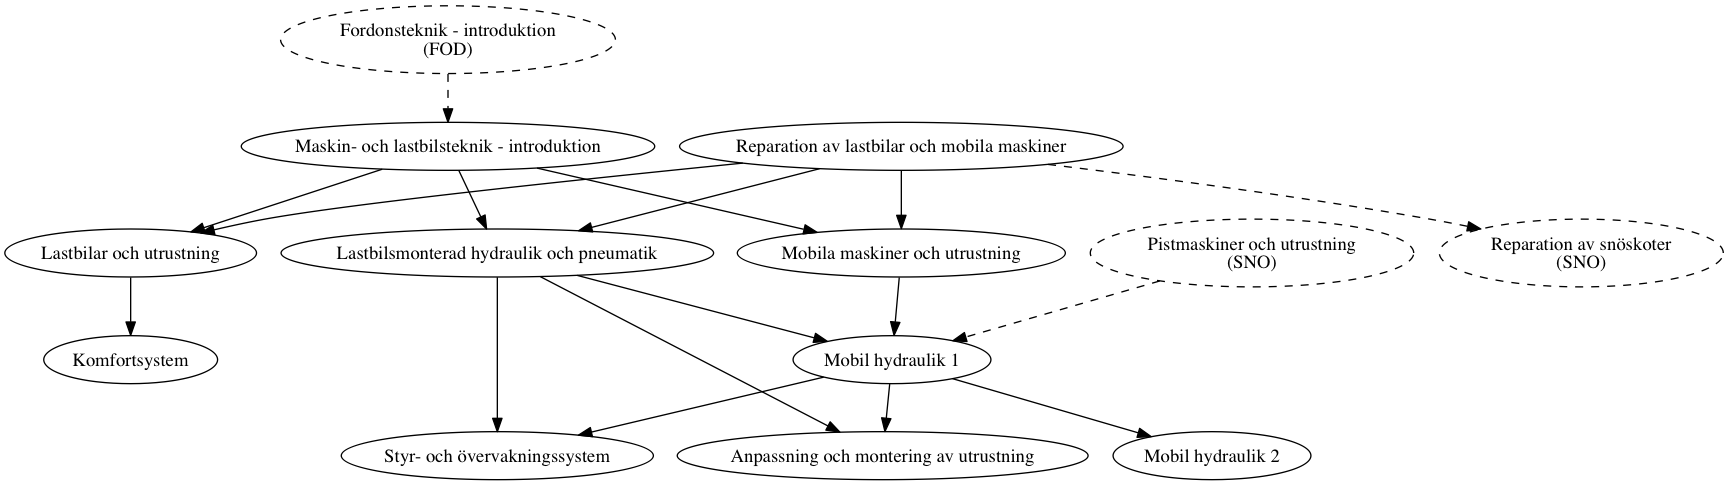 Fordonsteknik - introduktion
(FOD)
Maskin- och lastbilsteknik - introduktion
Reparation av lastbilar och mobila maskiner
Lastbilar och utrustning
Lastbilsmonterad hydraulik och pneumatik
Mobila maskiner och utrustning
Pistmaskiner och utrustning
(SNO)
Reparation av snöskoter
(SNO)
Komfortsystem
Mobil hydraulik 1
Styr- och övervakningssystem
Anpassning och montering av utrustning
Mobil hydraulik 2